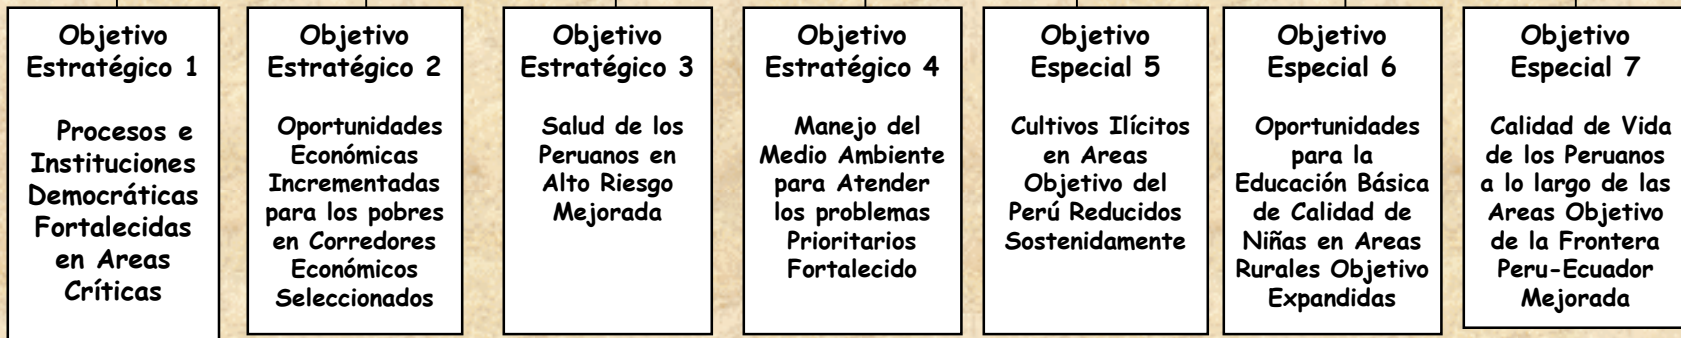 Objetivo
Estratégico 1
Procesos e
Instituciones
Democráticas
Fortalecidas
en Areas
Críticas
Objetivo
Estratégico 2
Oportunidades
Económicas
Incrementadas
para los pobres
en Corredores
Económicos
Seleccionados
Objetivo
Estratégico 3
Salud de los
Peruanos en
Alto Riesgo
Mejorada
Objetivo
Estratégico 4
Manejo del
Medio Ambiente
para Atender
los problemas
Prioritarios
Fortalecido
Objetivo
Especial 5
Cultivos Ilícitos
en Areas
Objetivo del
Perú Reducidos
Sostenidamente
Objetivo
Especial 6
Oportunidades
para la
Educación Básica
de Calidad de
Niñas en Areas
Rurales Objetivo
Expandidas
Objetivo
Especial 7
Calidad de Vida
de los Peruanos
a lo largo de las
Areas Objetivo
de la Frontera
Peru-Ecuador
Mejorada